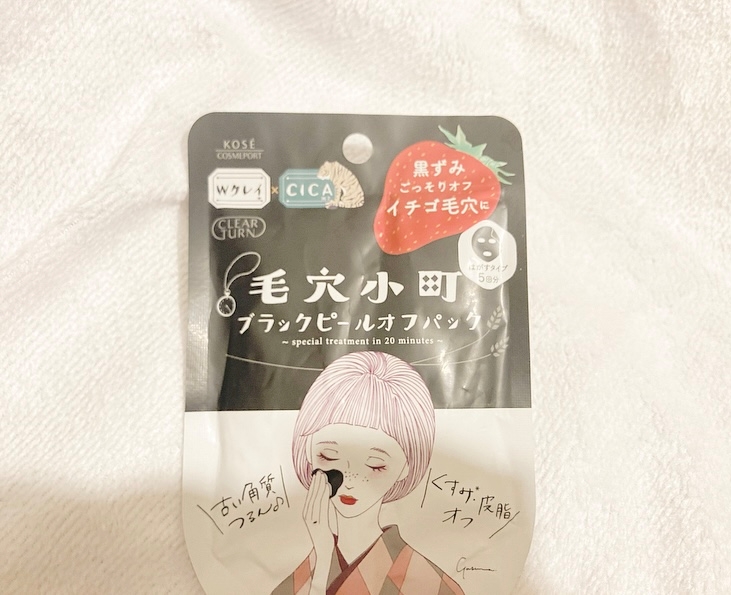 KOSÉ
COSMEPORT
Wクレイ × CICA
CLEAR
TURN
黒ずみ
ごっそりオフ
イチゴ毛穴に
はがすタイプ
5回分
毛穴小町
ブラックピールオフパック
~ special treatment in 20 minutes ~
古い角質
つるん♪
くすみ*
皮脂
オフ